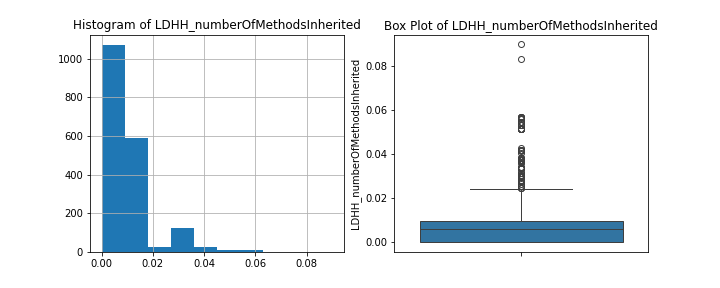 Histogram of LDHH_numberOfMethodsInherited
1000
800
600
400
200
0
0.00 0.02 0.04 0.06 0.08
Box Plot of LDHH_numberOfMethodsInherited
LDHH_numberOfMethodsInherited
0.08
0.06
0.04
0.02
0.00